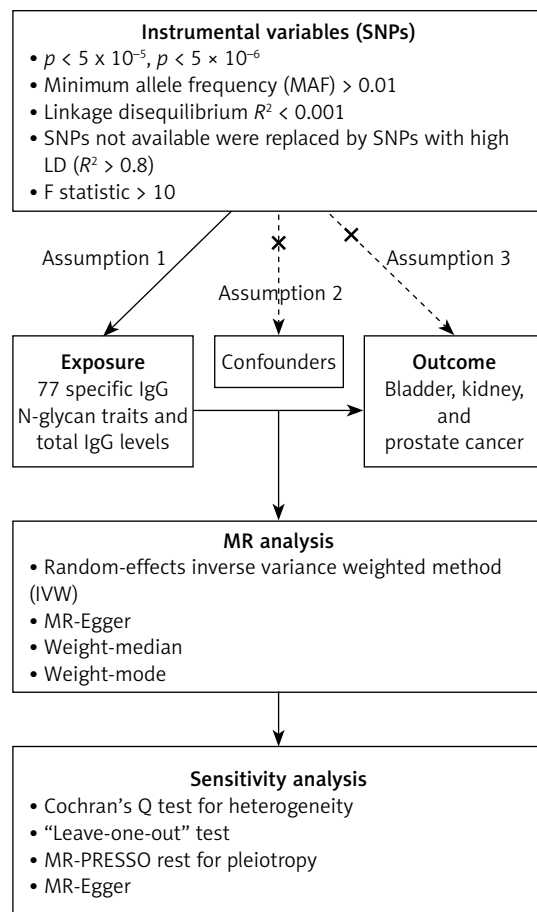 Instrumental variables (SNPs)
• p < 5 x 10⁻⁵, p < 5 × 10⁻⁶
• Minimum allele frequency (MAF) > 0.01
• Linkage disequilibrium R² < 0.001
• SNPs not available were replaced by SNPs with high
LD (R² > 0.8)
• F statistic > 10
Assumption 1
Assumption 2
Assumption 3
Exposure
77 specific IgG
N-glycan traits and
total IgG levels
Confounders
Outcome
Bladder, kidney,
and
prostate cancer
MR analysis
• Random-effects inverse variance weighted method
(IVW)
• MR-Egger
• Weight-median
• Weight-mode
Sensitivity analysis
• Cochran's Q test for heterogeneity
• “Leave-one-out” test
• MR-PRESSO rest for pleiotropy
• MR-Egger